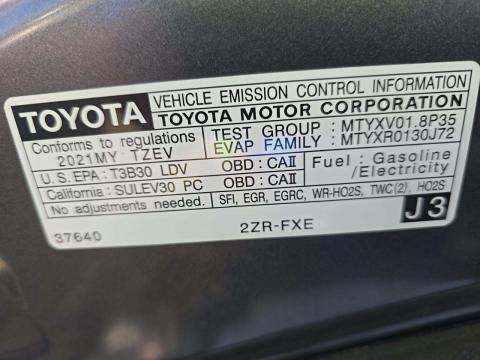 TOYOTA
VEHICLE EMISSION CONTROL INFORMATION
TOYOTA MOTOR CORPORATION
Conforms to regulations
2021MY : TZEV
TEST GROUP : MTYXV01.8P35
EVAP FAMILY : MTYXR0130J72
U.S.EPA : T3B30 LDV OBD : CAII
California : SULEV30 PC OBD : CAII
Fuel : Gasoline
/Electricity
No adjustments needed.
SFI, EGR, EGRC, WR-HO2S, TWC(2), HO2S
37640
2ZR-FXE
J3